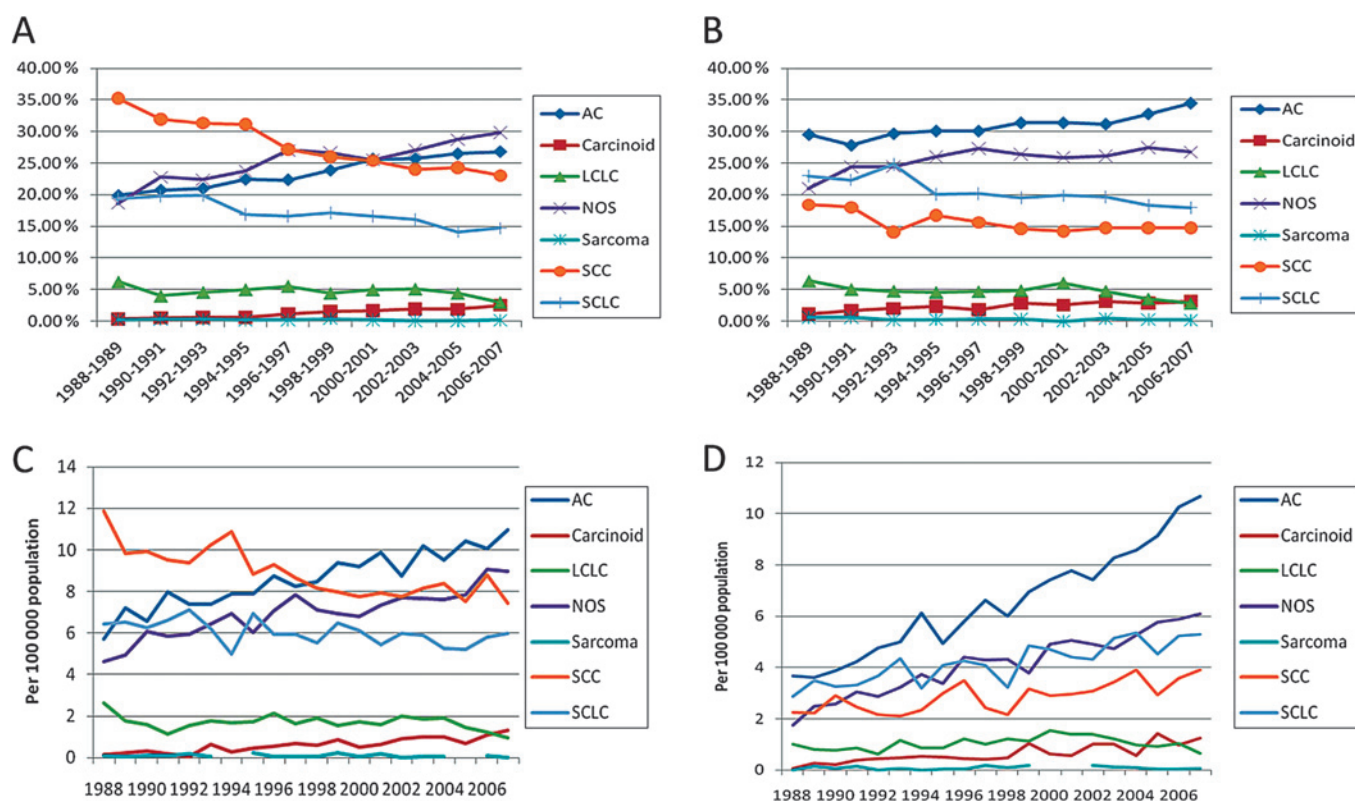 A
40.00 %
35.00 %
30.00 %
25.00 %
20.00 %
15.00 %
10.00 %
5.00 %
0.00 %
1988-1989
1990-1991
1992-1993
1994-1995
1996-1997
1998-1999
2000-2001
2002-2003
2004-2005
2006-2007
AC
Carcinoid
LCLC
NOS
Sarcoma
SCC
SCLC
B
40.00 %
35.00 %
30.00 %
25.00 %
20.00 %
15.00 %
10.00 %
5.00 %
0.00 %
1988-1989
1990-1991
1992-1993
1994-1995
1996-1997
1998-1999
2000-2001
2002-2003
2004-2005
2006-2007
AC
Carcinoid
LCLC
NOS
Sarcoma
SCC
SCLC
C
Per 100 000 population
14
12
10
8
6
4
2
0
1988 1990 1992 1994 1996 1998 2000 2002 2004 2006
AC
Carcinoid
LCLC
NOS
Sarcoma
SCC
SCLC
D
Per 100 000 population
12
10
8
6
4
2
0
1988 1990 1992 1994 1996 1998 2000 2002 2004 2006
AC
Carcinoid
LCLC
NOS
Sarcoma
SCC
SCLC